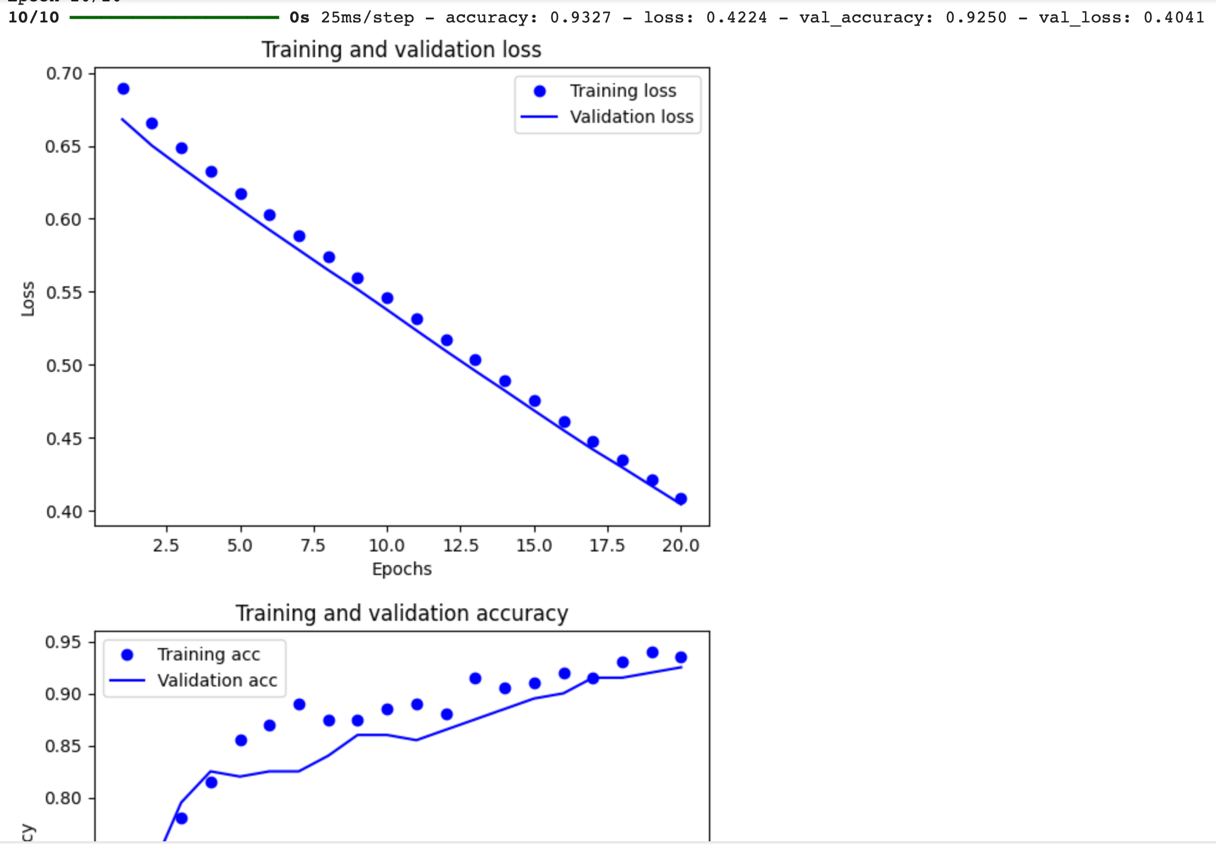 10/10 0s 25ms/step - accuracy: 0.9327 - loss: 0.4224 - val_accuracy: 0.9250 - val_loss: 0.4041
Training and validation loss
Training loss
Validation loss
0.70
0.65
0.60
0.55
0.50
0.45
0.40
Loss
2.5 5.0 7.5 10.0 12.5 15.0 17.5 20.0
Epochs
Training and validation accuracy
Training acc
Validation acc
0.95
0.90
0.85
0.80
cy